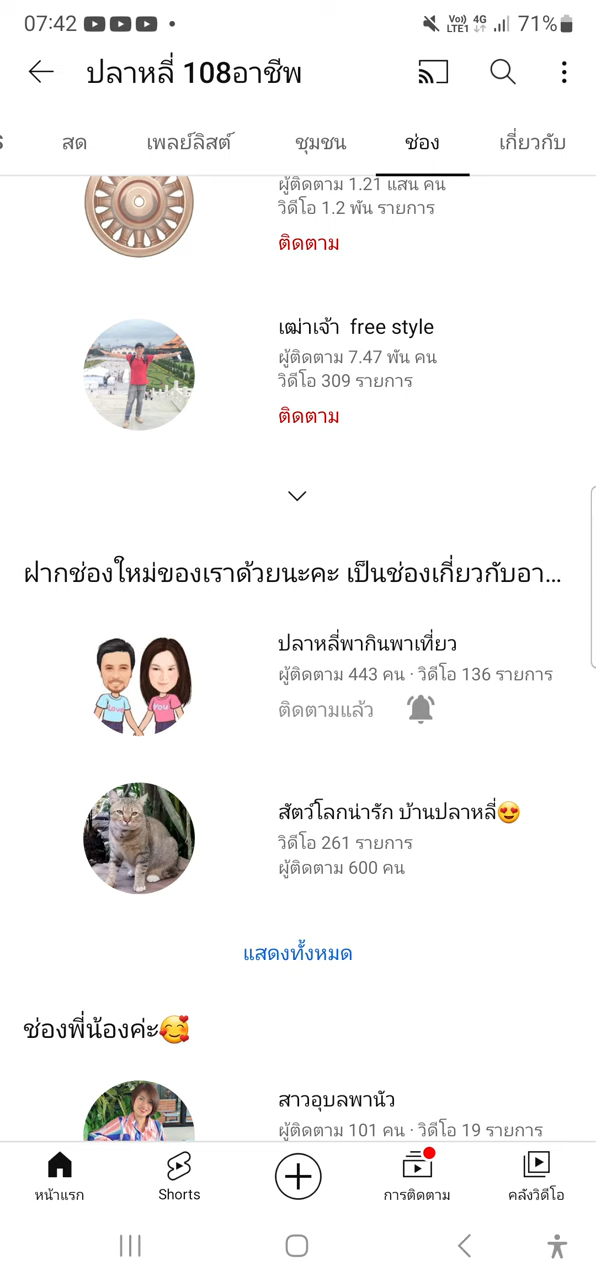 07:42
Vo)) 4G
LTE1
71%
ปลาหลี่ 108อาชีพ
สด เพลย์ลิสต์ ชุมชน ช่อง เกี่ยวกับ
ผู้ติดตาม 1.21 แสน คน
วิดีโอ 1.2 พัน รายการ
ติดตาม
เฒ่าเจ้า free style
ผู้ติดตาม 7.47 พัน คน
วิดีโอ 309 รายการ
ติดตาม
ฝากช่องใหม่ของเราด้วยนะคะ เป็นช่องเกี่ยวกับอา...
ปลาหลี่พากินพาเที่ยว
ผู้ติดตาม 443 คน · วิดีโอ 136 รายการ
ติดตามแล้ว
Love You
สัตว์โลกน่ารัก บ้านปลาหลี่😍
วิดีโอ 261 รายการ
ผู้ติดตาม 600 คน
แสดงทั้งหมด
ช่องพี่น้องค่ะ🥰
สาวอุบลพานัว
ผู้ติดตาม 101 คน · วิดีโอ 19 รายการ
หน้าแรก Shorts การติดตาม คลังวิดีโอ